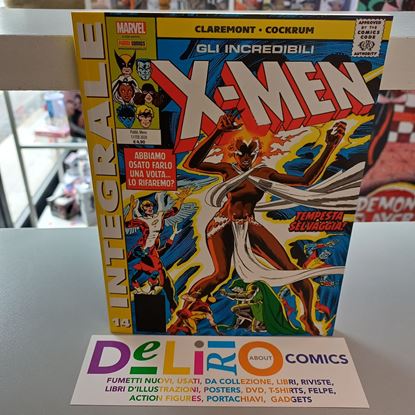 MARVEL
PANINI COMICS
CLAREMONT · COCKRUM
APPROVED
BY THE
COMICS
CODE
AUTHORITY
GLI INCREDIBILI
X-MEN
INTEGRALE
14
ABBIAMO
OSATO FARLO
UNA VOLTA...
LO RIFAREMO?
TEMPESTA
SELVAGGIA!
DEMON
SLAYER
DeLiRiO ABOUT COMICS
FUMETTI NUOVI, USATI, DA COLLEZIONE, LIBRI, RIVISTE,
LIBRI D'ILLUSTRAZIONI, POSTERS, DVD, T-SHIRTS, FELPE,
ACTION FIGURES, PORTACHIAVI, GADGETS